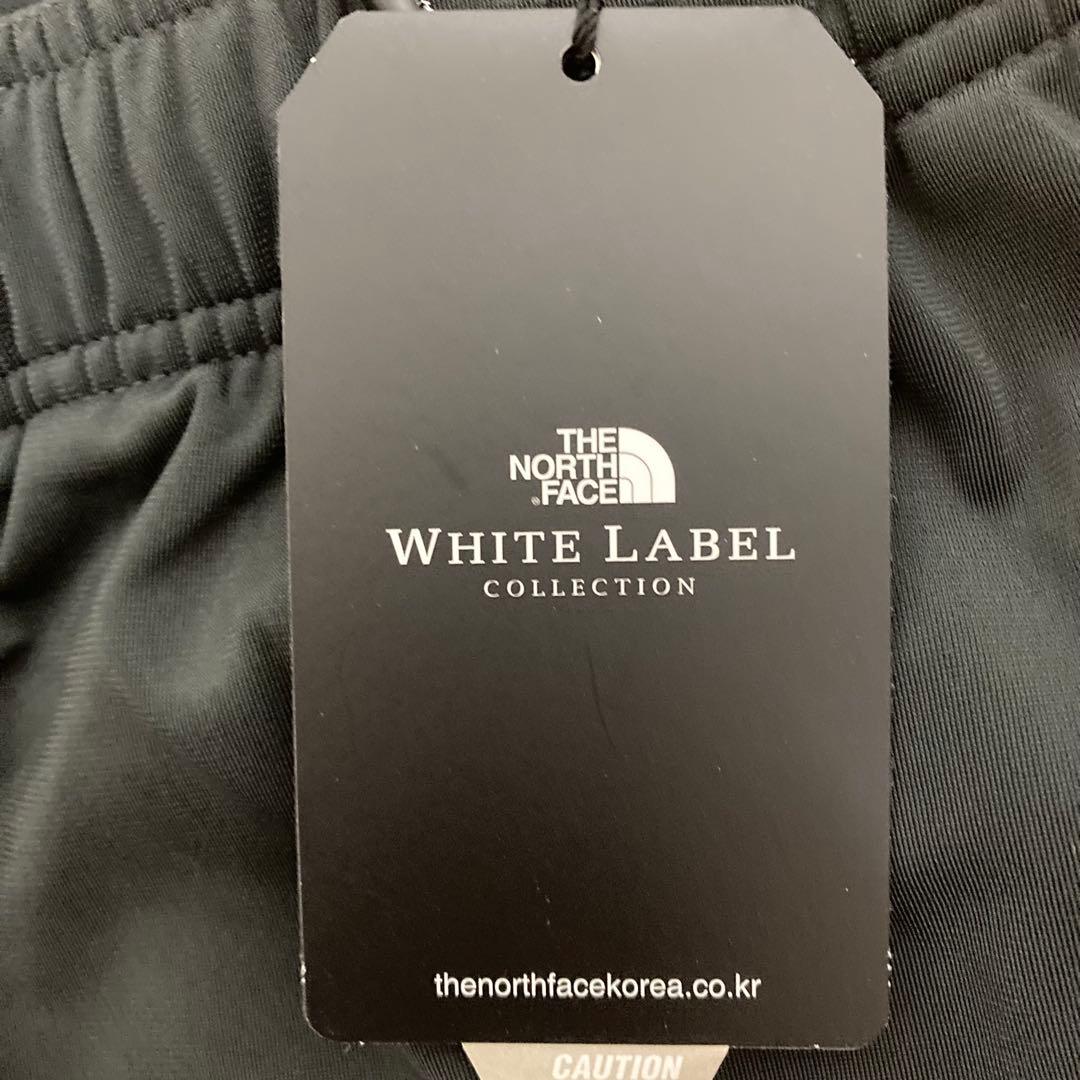 THE
NORTH
FACE
WHITE LABEL
COLLECTION
thenorthfacekorea.co.kr
CAUTION